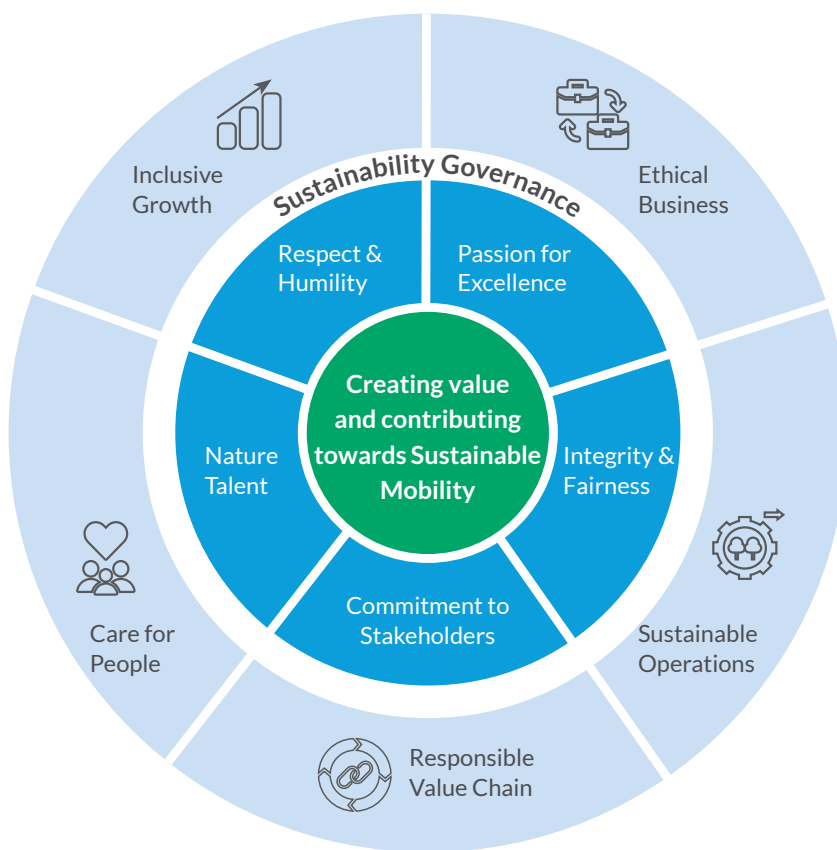 Inclusive
Growth
Ethical
Business
Sustainability Governance
Respect &
Humility
Passion for
Excellence
Creating value
and contributing
towards Sustainable
Mobility
Nature
Talent
Integrity &
Fairness
Commitment to
Stakeholders
Care for
People
Sustainable
Operations
Responsible
Value Chain